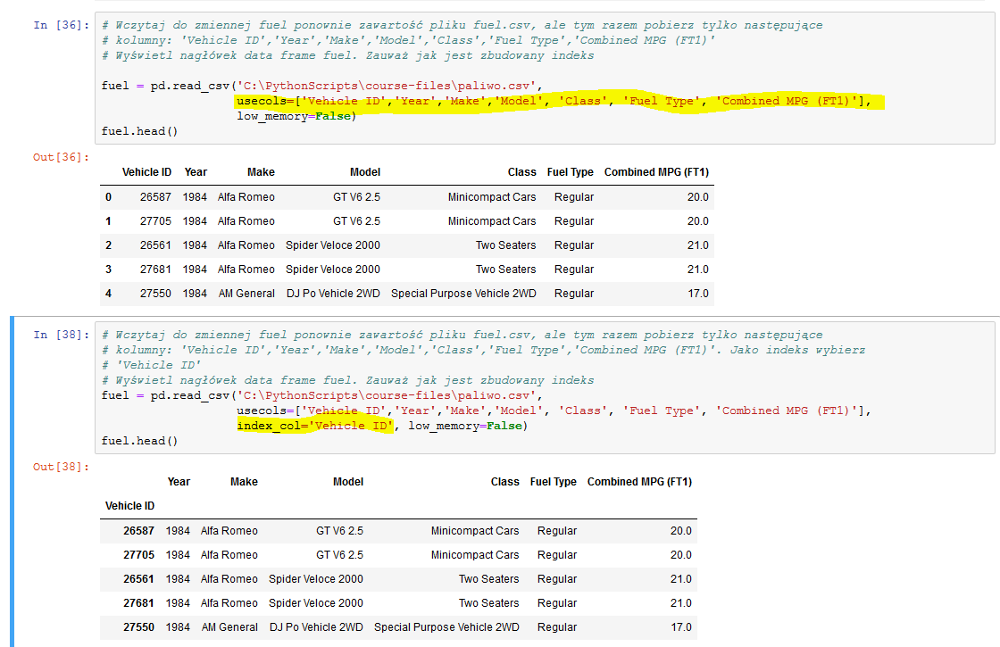 In [36]:
# Wczytaj do zmiennej fuel ponownie zawartość pliku fuel.csv, ale tym razem pobierz tylko następujące
# kolumny: 'Vehicle ID','Year','Make','Model','Class','Fuel Type','Combined MPG (FT1)'
# Wyświetl nagłówek data frame fuel. Zauważ jak jest zbudowany indeks
fuel = pd.read_csv('C:\PythonScripts\course-files\paliwo.csv',
usecols=['Vehicle ID','Year','Make','Model', 'Class', 'Fuel Type', 'Combined MPG (FT1)'],
low_memory=False)
fuel.head()
Out[36]:
Vehicle ID Year Make Model Class Fuel Type Combined MPG (FT1)
0 26587 1984 Alfa Romeo GT V6 2.5 Minicompact Cars Regular 20.0
1 27705 1984 Alfa Romeo GT V6 2.5 Minicompact Cars Regular 20.0
2 26561 1984 Alfa Romeo Spider Veloce 2000 Two Seaters Regular 21.0
3 27681 1984 Alfa Romeo Spider Veloce 2000 Two Seaters Regular 21.0
4 27550 1984 AM General DJ Po Vehicle 2WD Special Purpose Vehicle 2WD Regular 17.0
In [38]:
# Wczytaj do zmiennej fuel ponownie zawartość pliku fuel.csv, ale tym razem pobierz tylko następujące
# kolumny: 'Vehicle ID','Year','Make','Model','Class','Fuel Type','Combined MPG (FT1)'. Jako indeks wybierz
# 'Vehicle ID'
# Wyświetl nagłówek data frame fuel. Zauważ jak jest zbudowany indeks
fuel = pd.read_csv('C:\PythonScripts\course-files\paliwo.csv',
usecols=['Vehicle ID','Year','Make','Model', 'Class', 'Fuel Type', 'Combined MPG (FT1)'],
index_col='Vehicle ID', low_memory=False)
fuel.head()
Out[38]:
Year Make Model Class Fuel Type Combined MPG (FT1)
Vehicle ID
26587 1984 Alfa Romeo GT V6 2.5 Minicompact Cars Regular 20.0
27705 1984 Alfa Romeo GT V6 2.5 Minicompact Cars Regular 20.0
26561 1984 Alfa Romeo Spider Veloce 2000 Two Seaters Regular 21.0
27681 1984 Alfa Romeo Spider Veloce 2000 Two Seaters Regular 21.0
27550 1984 AM General DJ Po Vehicle 2WD Special Purpose Vehicle 2WD Regular 17.0